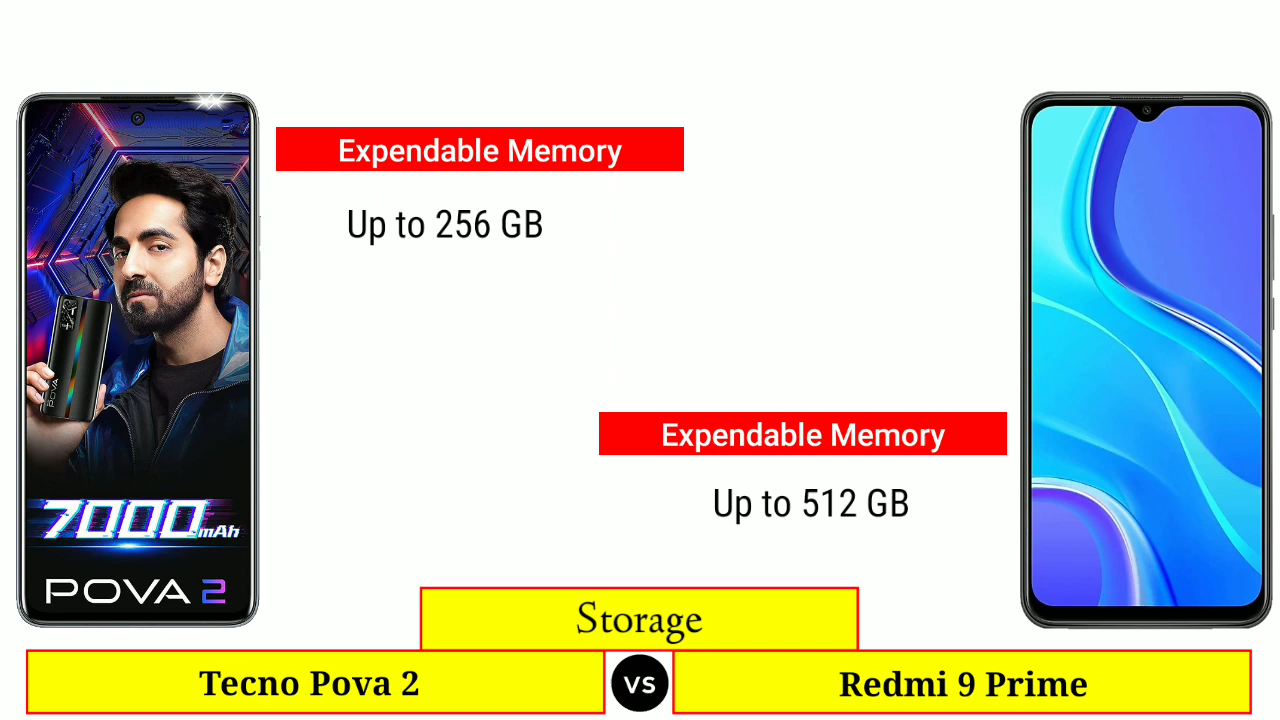 Expendable Memory
Up to 256 GB
POVA
7000mAh
POVA 2
Expendable Memory
Up to 512 GB
Storage
Tecno Pova 2
vs
Redmi 9 Prime